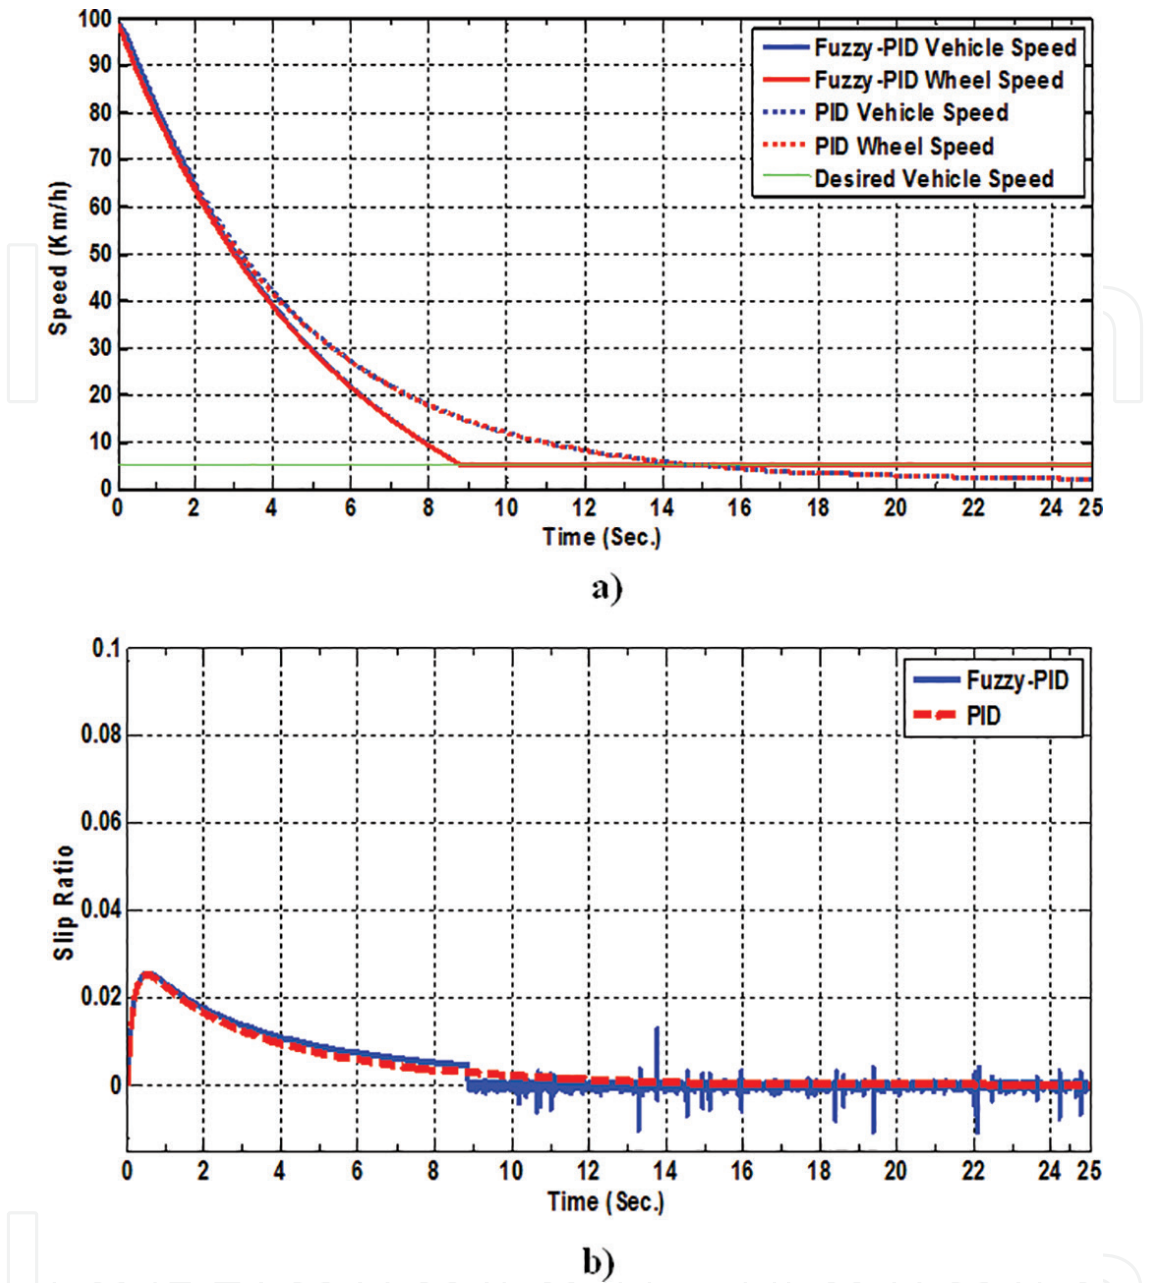 100
90
80
70
60
50
40
30
20
10
0
Speed (Km/h)
Fuzzy-PID Vehicle Speed
Fuzzy-PID Wheel Speed
PID Vehicle Speed
PID Wheel Speed
Desired Vehicle Speed
0 2 4 6 8 10 12 14 16 18 20 22 24 25
Time (Sec.)
a)
0.1
0.08
0.06
0.04
0.02
0
Slip Ratio
Fuzzy-PID
PID
0 2 4 6 8 10 12 14 16 18 20 22 24 25
Time (Sec.)
b)